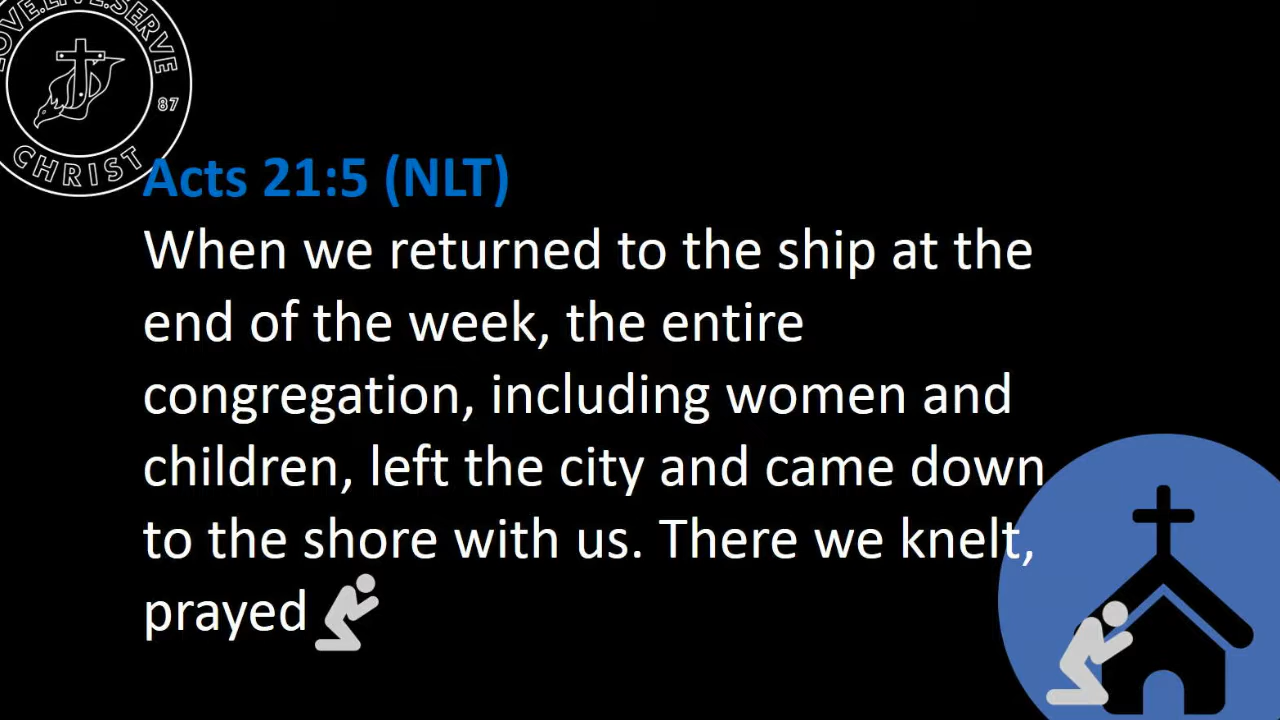 LOVE.LIVE.SERVE
87
CHRIST
Acts 21:5 (NLT)
When we returned to the ship at the
end of the week, the entire
congregation, including women and
children, left the city and came down
to the shore with us. There we knelt,
prayed